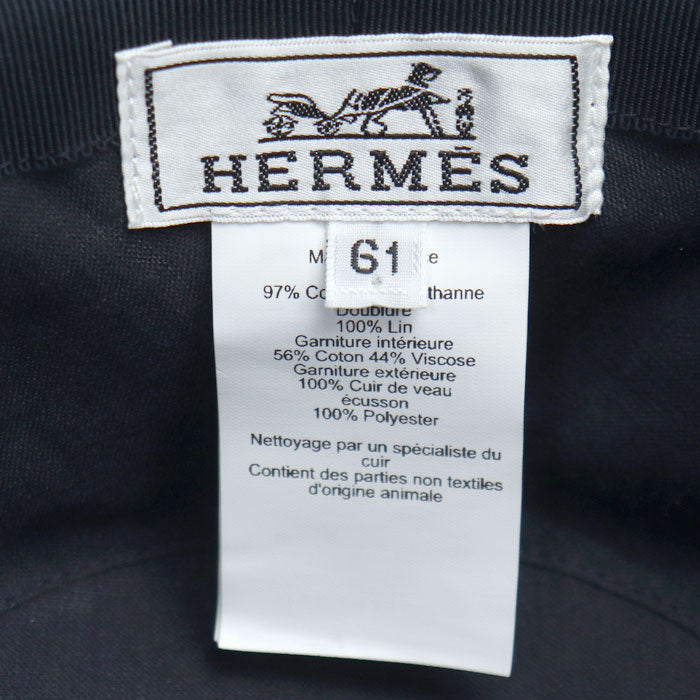 HERMĒS
61
97%
Doublure
100% Lin
Garniture intérieure
56% Coton 44% Viscose
Garniture extérieure
100% Cuir de veau
écusson
100% Polyester
Nettoyage par un spécialiste du
cuir
Contient des parties non textiles
d'origine animale